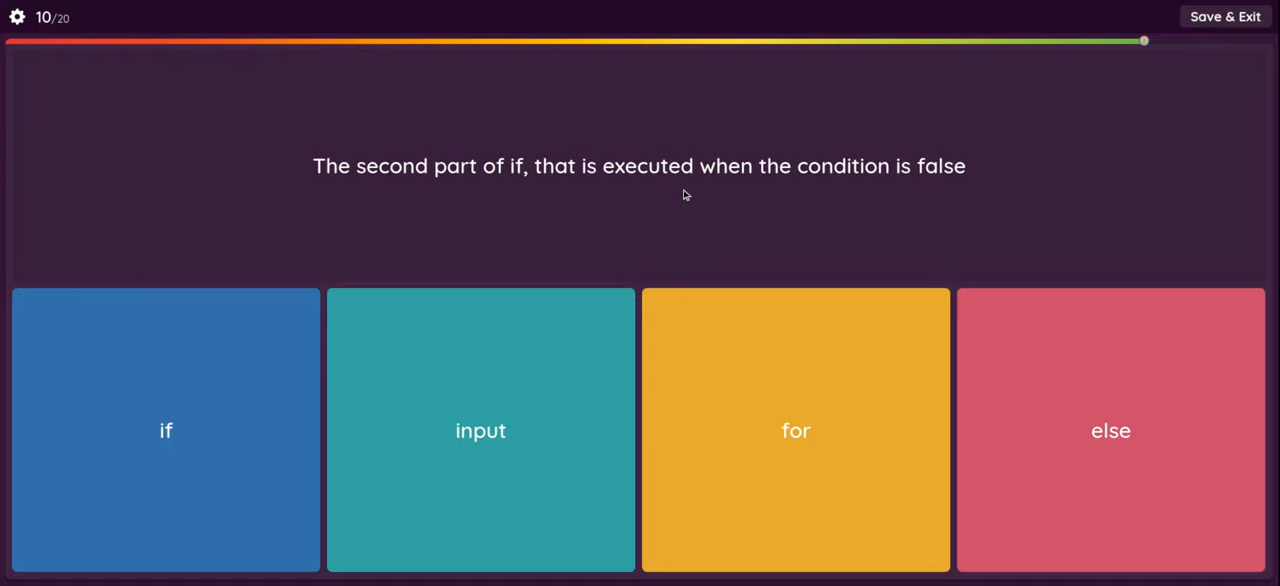 10/20
Save & Exit
The second part of if, that is executed when the condition is false
if
input
for
else